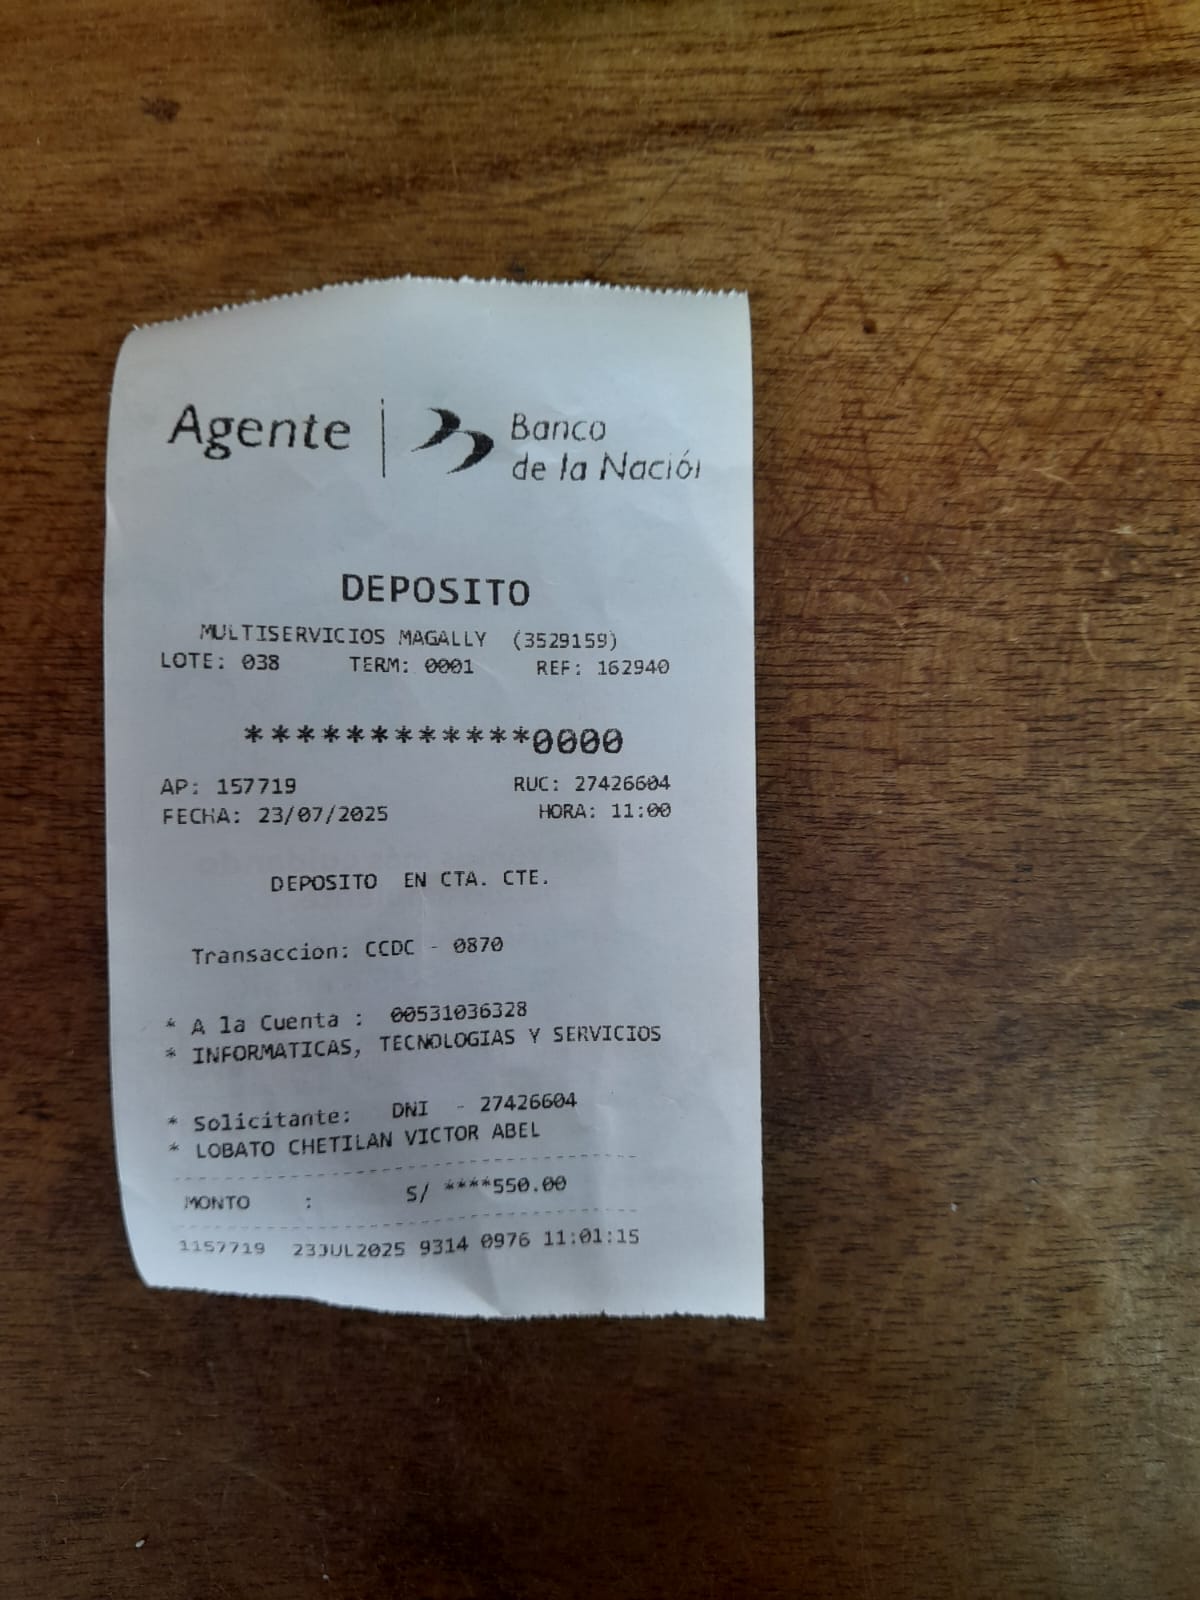 Agente
Banco
de la Nación
DEPOSITO
MULTISERVICIOS MAGALLY (3529159)
LOTE: 038 TERM: 0001 REF: 162940
************0000
AP: 157719 RUC: 27426604
FECHA: 23/07/2025 HORA: 11:00
DEPOSITO EN CTA. CTE.
Transaccion: CCDC - 0870
* A la Cuenta : 00531036328
* INFORMATICAS, TECNOLOGIAS Y SERVICIOS
* Solicitante: DNI - 27426604
* LOBATO CHETILAN VICTOR ABEL
MONTO : S/ ****550.00
1157719 23JUL2025 9314 0976 11:01:15